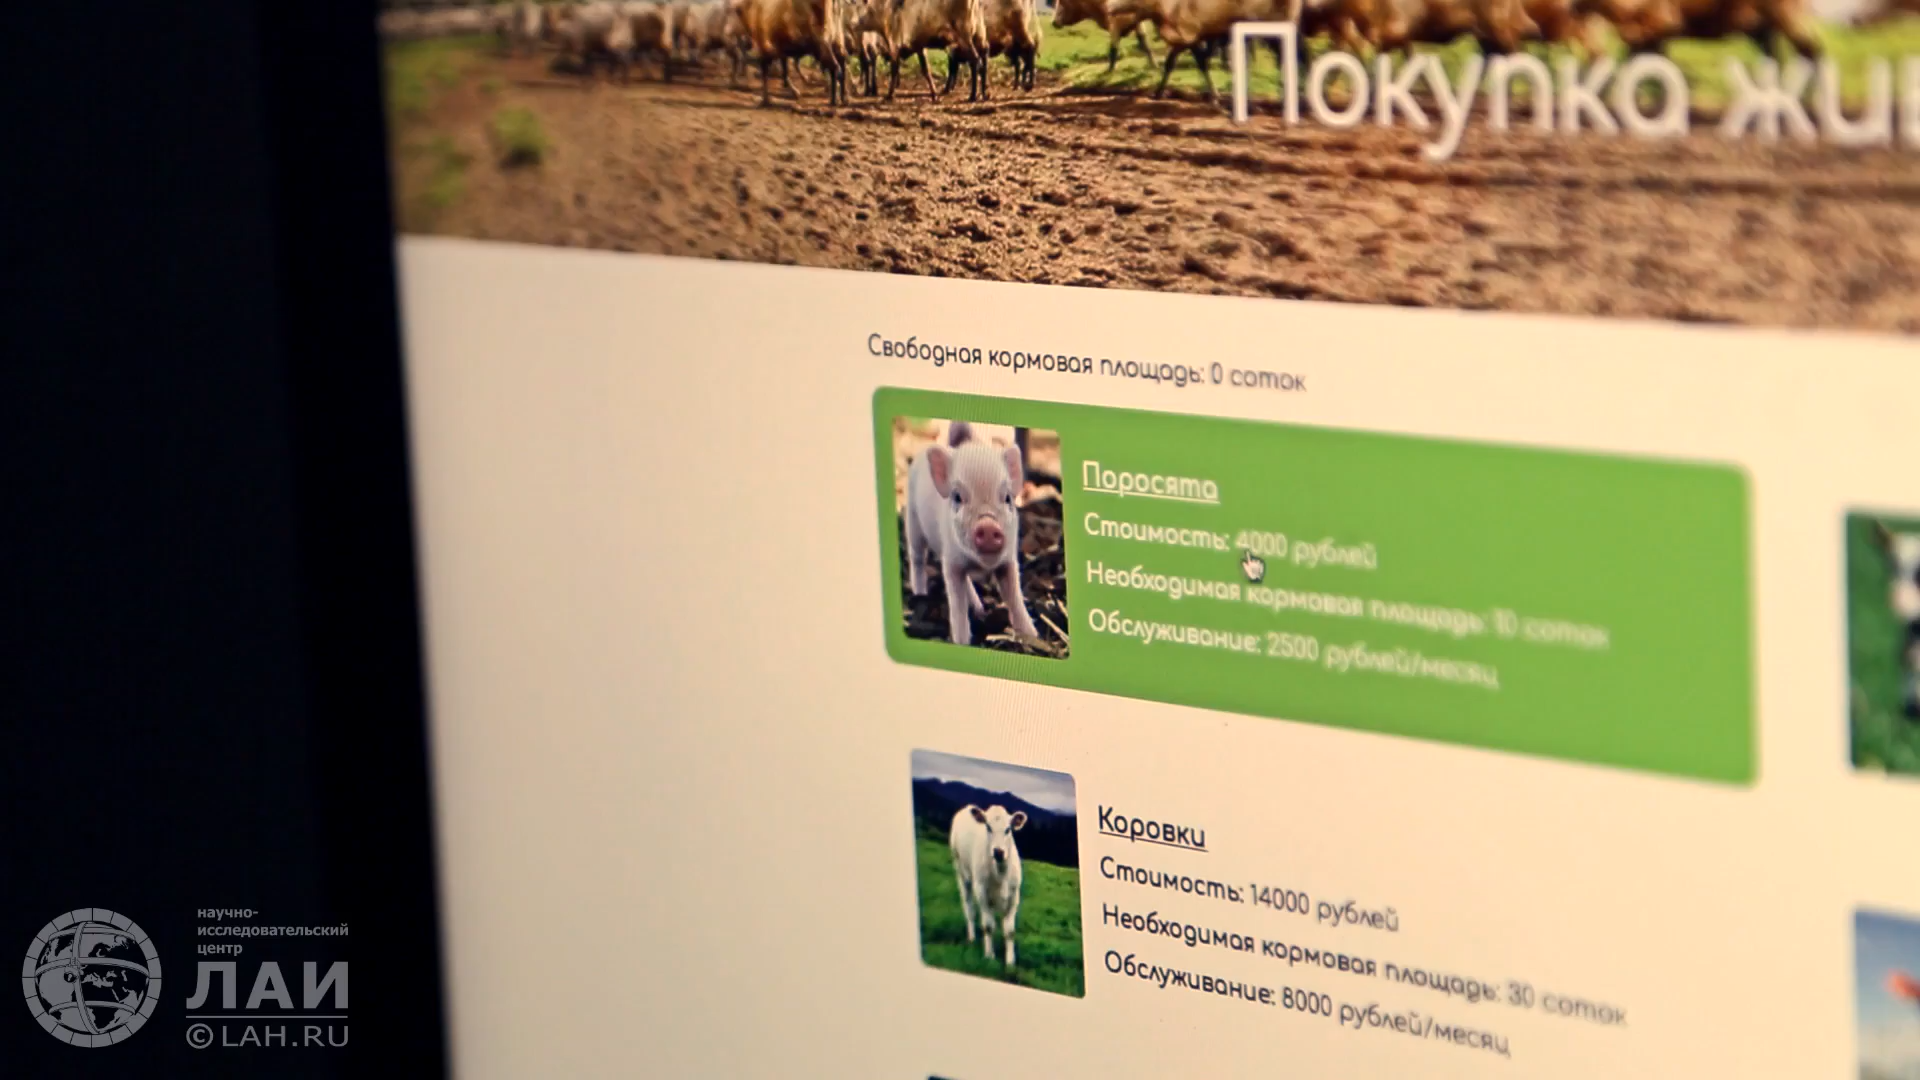 Покупка
Свободная кормовая площадь: 0 соток
Поросята
Стоимость: 4000 рублей
Необходимая кормовая площадь: 10 соток
Обслуживание: 2500 рублей/месяц
Коровки
Стоимость: 14000 рублей
Необходимая кормовая площадь: 30 соток
Обслуживание: 8000 рублей/месяц
научно-
исследовательский
центр
ЛАИ
©LAH.RU